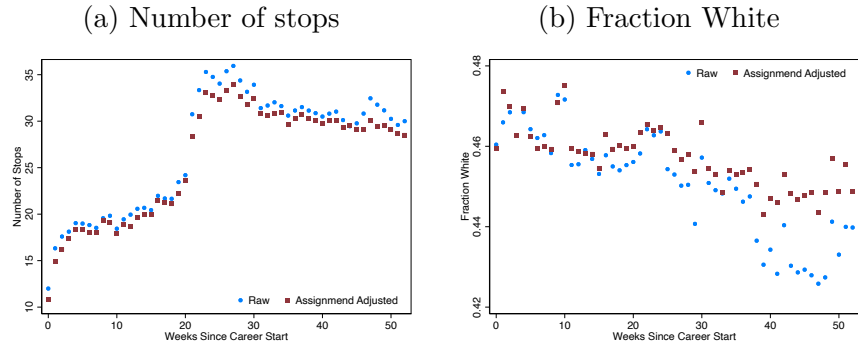 (a) Number of stops
Number of Stops
35
30
25
20
15
10
Raw
Assignmend Adjusted
0 10 20 30 40 50
Weeks Since Career Start
(b) Fraction White
Fraction White
0.48
0.46
0.44
0.42
Raw
Assignmend Adjusted
0 10 20 30 40 50
Weeks Since Career Start